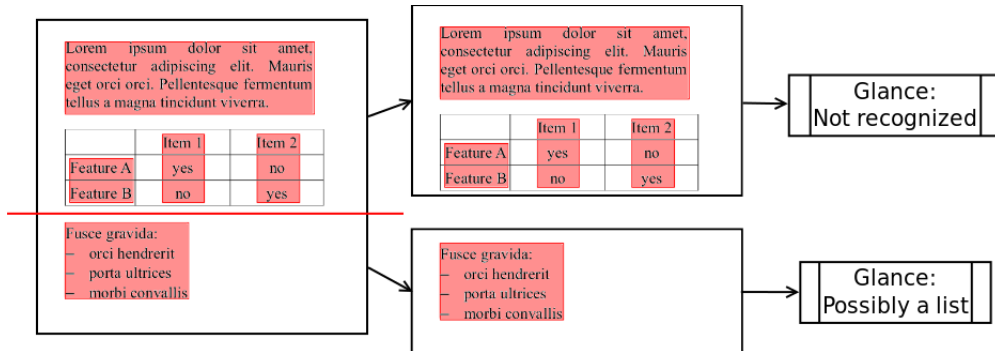 Lorem ipsum dolor sit amet,
consectetur adipiscing elit. Mauris
eget orci orci. Pellentesque fermentum
tellus a magna tincidunt viverra.
Item 1 Item 2
Feature A yes no
Feature B no yes
Fusce gravida:
– orci hendrerit
– porta ultrices
– morbi convallis
Lorem ipsum dolor sit amet,
consectetur adipiscing elit. Mauris
eget orci orci. Pellentesque fermentum
tellus a magna tincidunt viverra.
Item 1 Item 2
Feature A yes no
Feature B no yes
Fusce gravida:
– orci hendrerit
– porta ultrices
– morbi convallis
Glance:
Not recognized
Glance:
Possibly a list